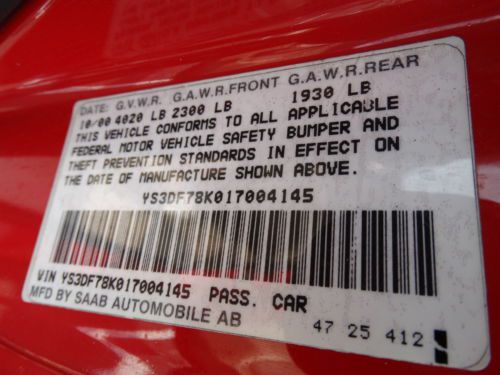 DATE: G.V.W.R. G.A.W.R.FRONT G.A.W.R.REAR
10/00 4020 LB 2300 LB 1930 LB
THIS VEHICLE CONFORMS TO ALL APPLICABLE
FEDERAL MOTOR VEHICLE SAFETY BUMPER AND
THEFT PREVENTION STANDARDS IN EFFECT ON
THE DATE OF MANUFACTURE SHOWN ABOVE.
YS3DF78K017004145
VIN YS3DF78K017004145 PASS. CAR
MFD BY SAAB AUTOMOBILE AB
47 25 412